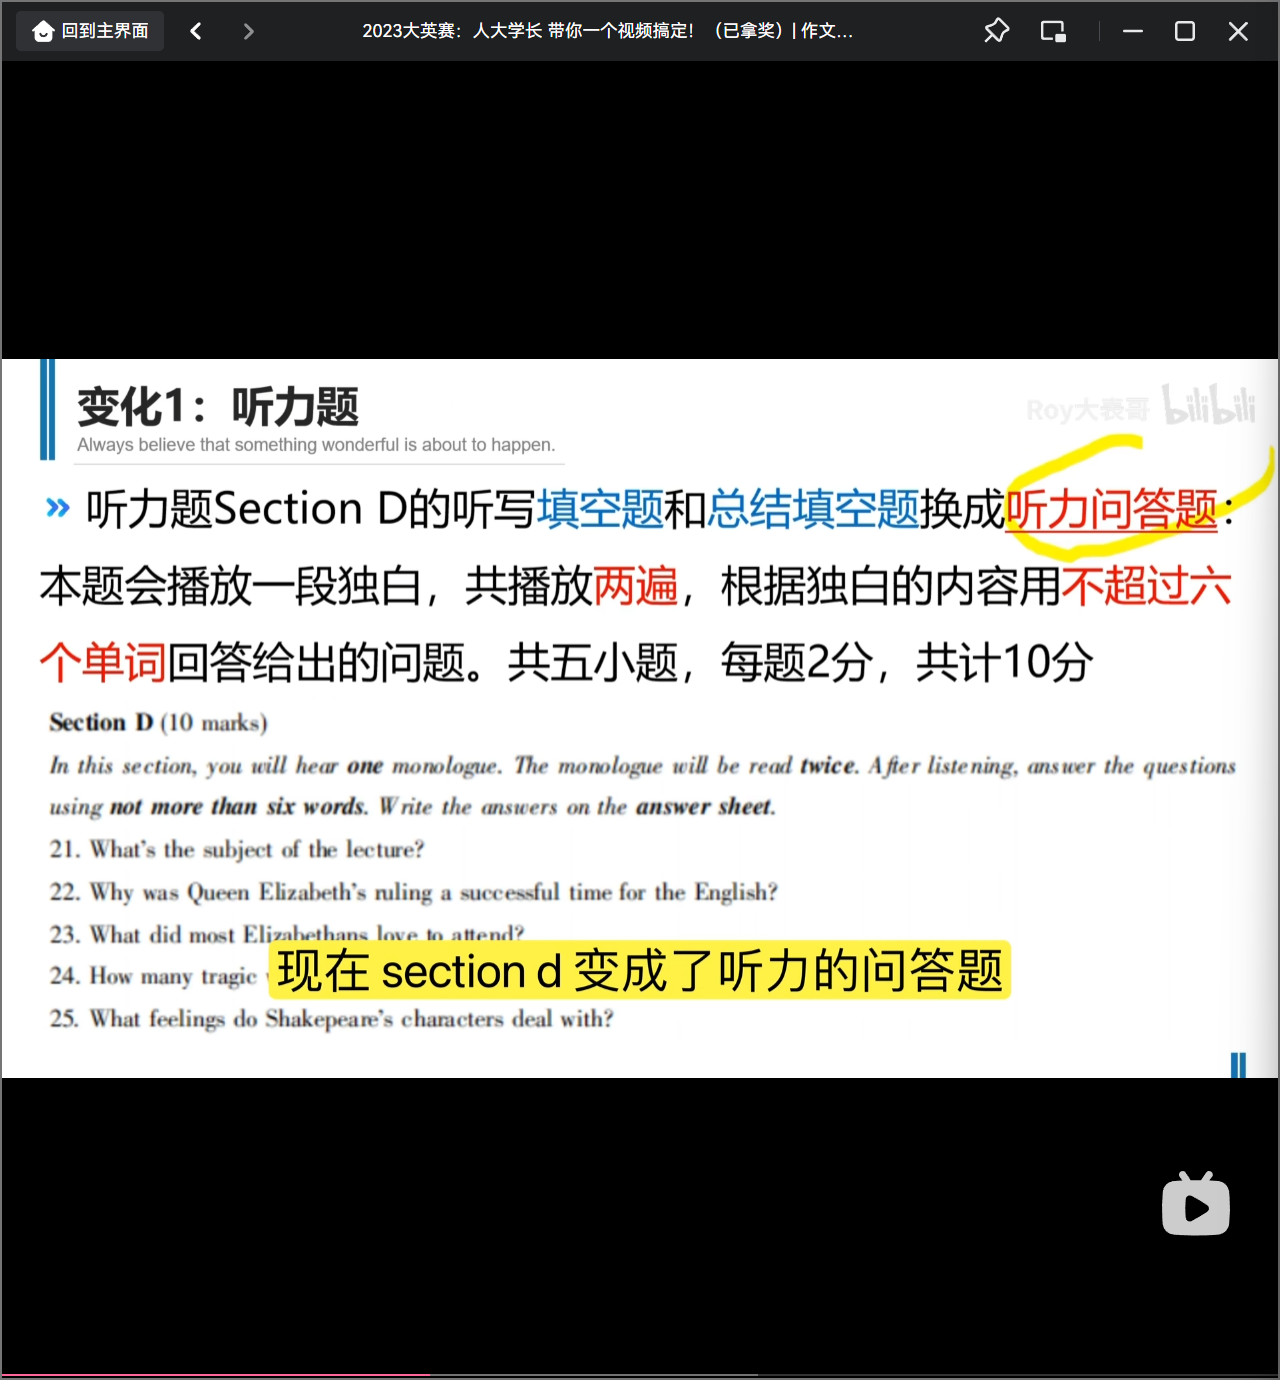 回到主界面
2023大英赛：人大学长 带你一个视频搞定！（已拿奖）| 作文...
变化1：听力题
Roy大表哥 bilibili
Always believe that something wonderful is about to happen.
听力题Section D的听写填空题和总结填空题换成听力问答题：
本题会播放一段独白，共播放两遍，根据独白的内容用不超过六
个单词回答给出的问题。共五小题，每题2分，共计10分
Section D (10 marks)
In this section, you will hear one monologue. The monologue will be read twice. After listening, answer the questions
using not more than six words. Write the answers on the answer sheet.
21. What's the subject of the lecture?
22. Why was Queen Elizabeth's ruling a successful time for the English?
23. What did most Elizabethans love to attend?
24. How many tragic
现在 section d 变成了听力的问答题
25. What feelings do Shakepeare's characters deal with?